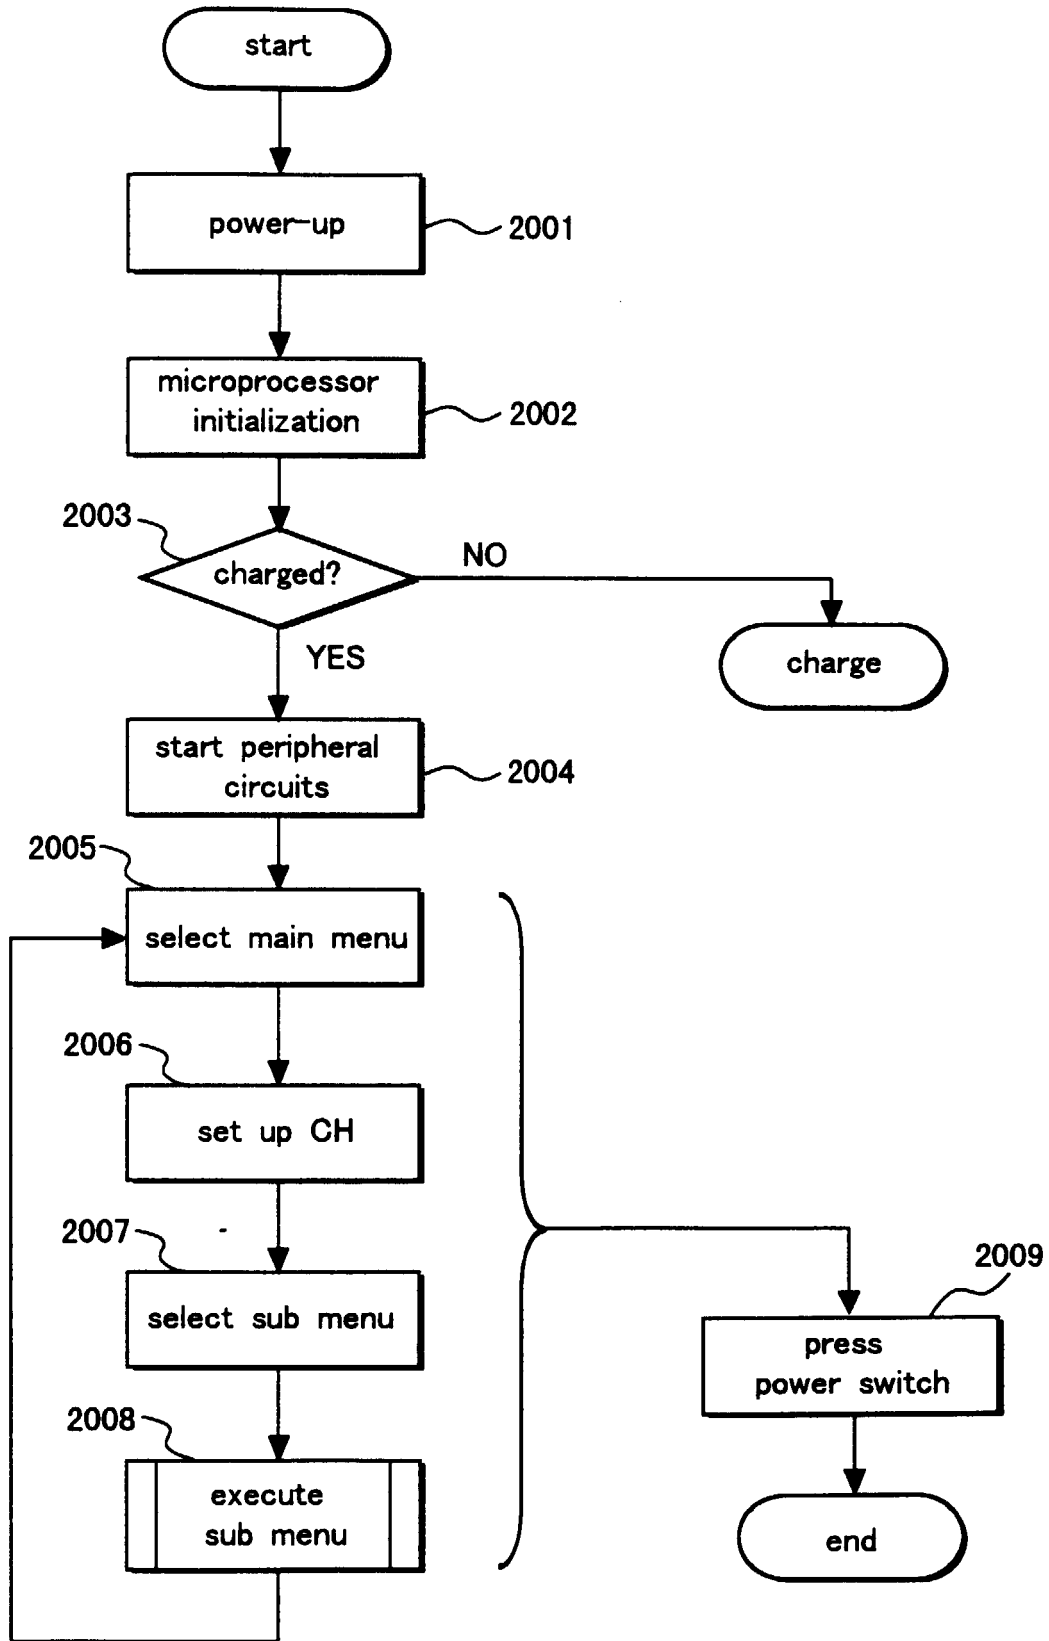 start
power-up
2001
microprocessor
initialization
2002
2003
charged?
NO
YES
charge
start peripheral
circuits
2004
2005
select main menu
2006
set up CH
2007
select sub menu
2009
press
power switch
2008
execute
sub menu
end